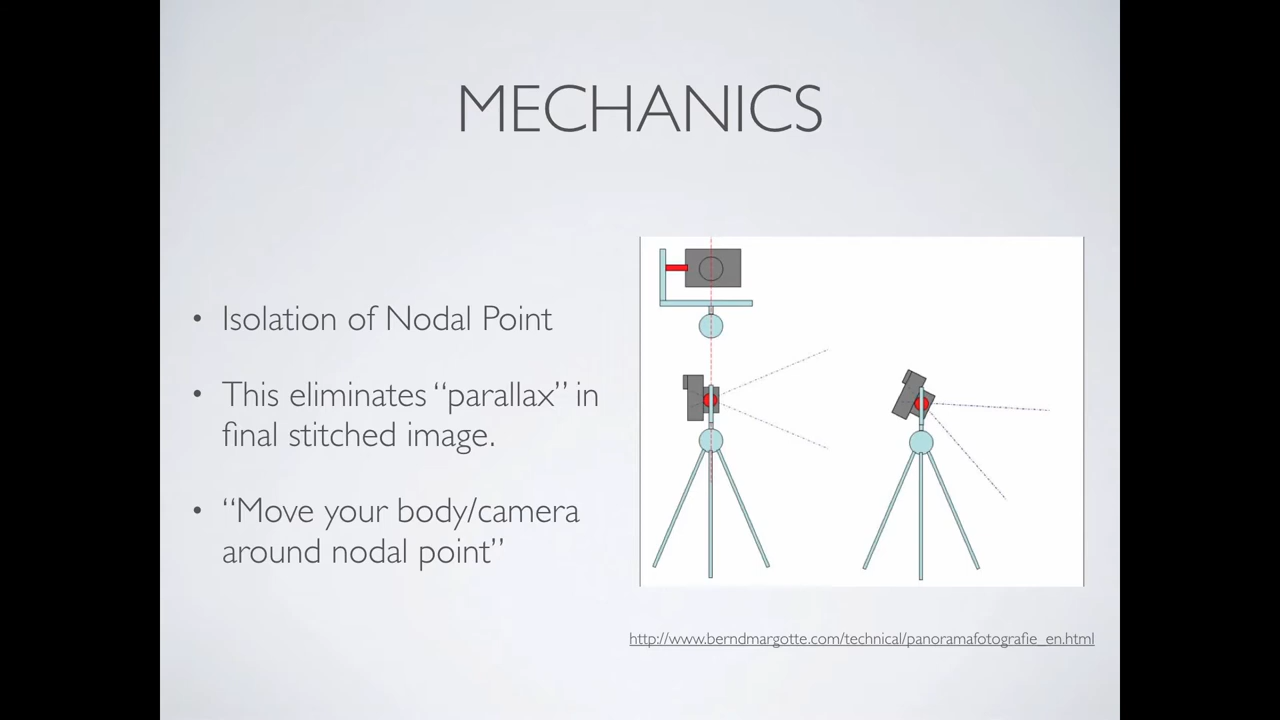 MECHANICS
• Isolation of Nodal Point
• This eliminates “parallax” in
final stitched image.
• “Move your body/camera
around nodal point”
http://www.berndmargotte.com/technical/panoramafotografie_en.html